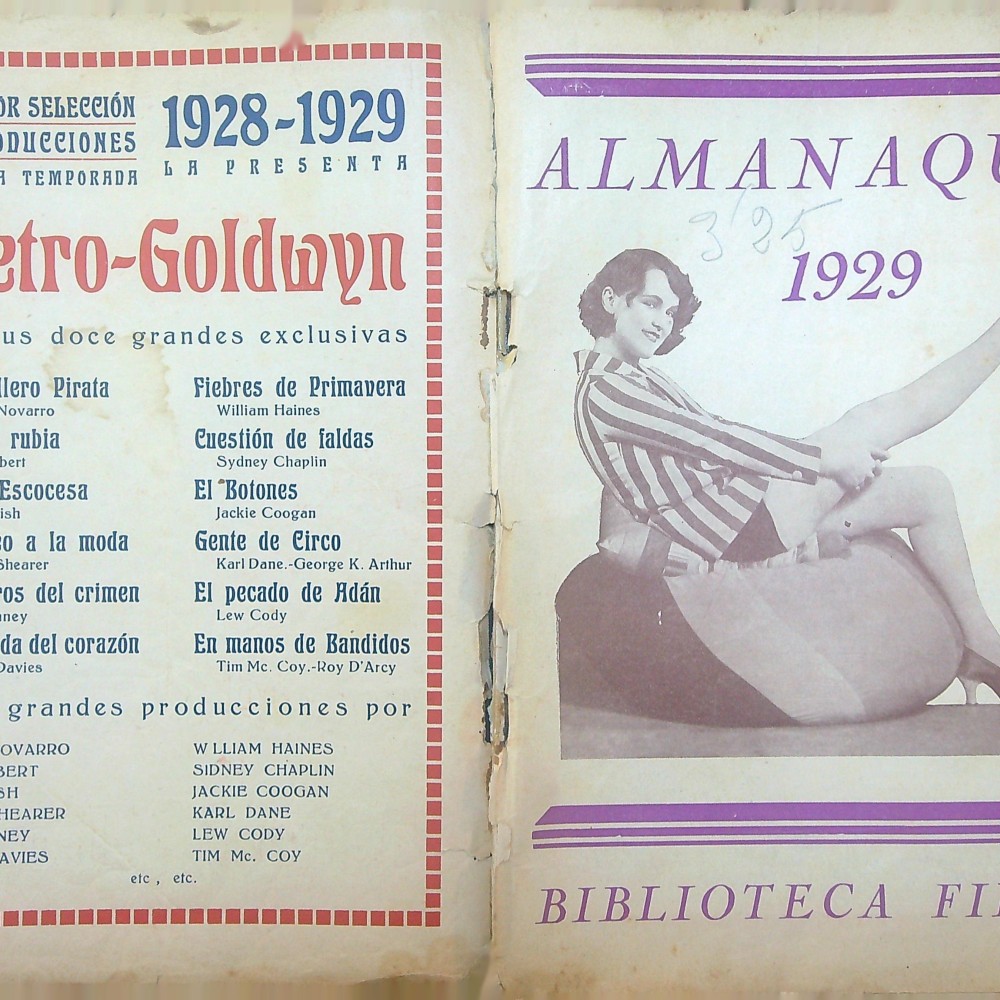 OR SELECCIÓN
ODUCCIONES
A TEMPORADA
1928-1929
LA PRESENTA
etro-Goldwyn
us doce grandes exclusivas
llero Pirata
Novarro
rubia
bert
Escocesa
ish
o a la moda
Shearer
ros del crimen
aney
da del corazón
Davies
Fiebres de Primavera
William Haines
Cuestión de faldas
Sydney Chaplin
El Botones
Jackie Coogan
Gente de Circo
Karl Dane.-George K. Arthur
El pecado de Adán
Lew Cody
En manos de Bandidos
Tim Mc. Coy.-Roy D'Arcy
grandes producciones por
OVARRO
BERT
SH
HEARER
NEY
AVIES
W LLIAM HAINES
SIDNEY CHAPLIN
JACKIE COOGAN
KARL DANE
LEW CODY
TIM Mc. COY
etc , etc.
ALMANAQU
3'25
1929
BIBLIOTECA FI